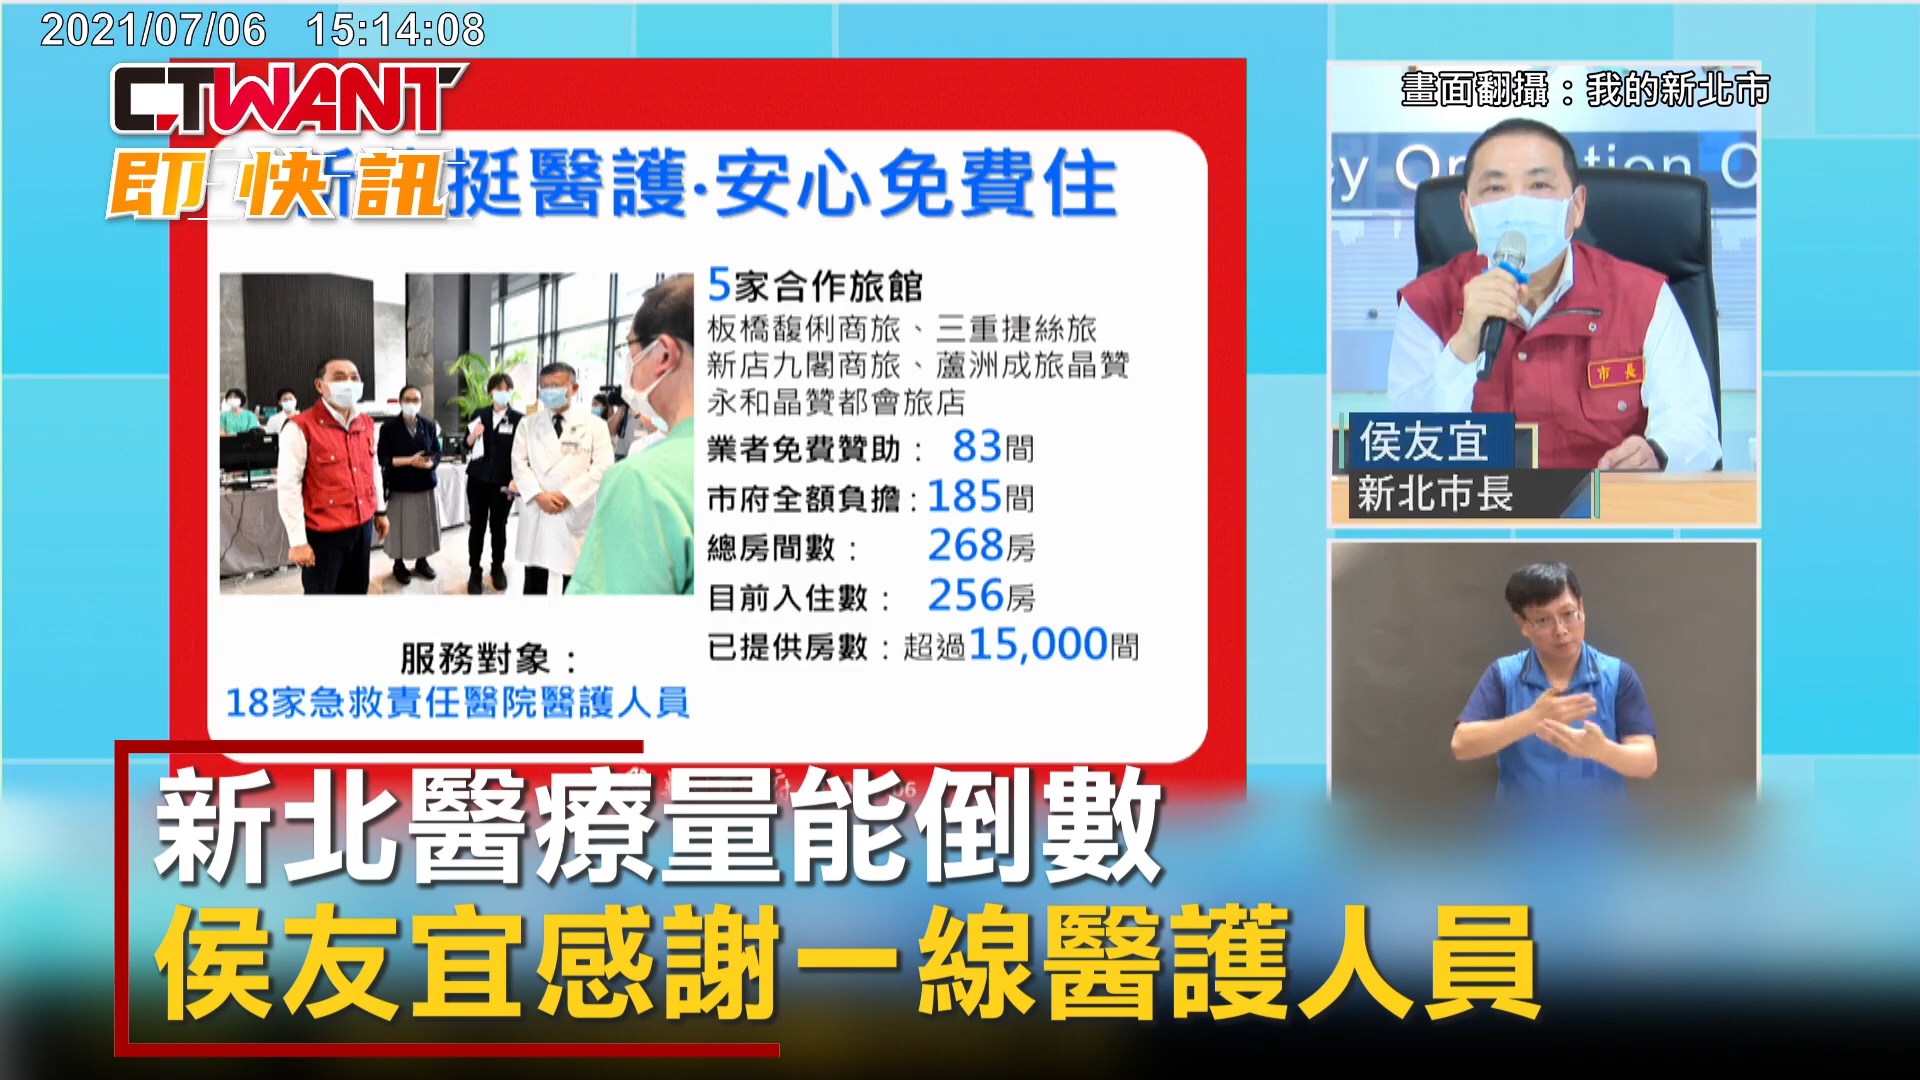 2021/07/06 15:14:08
CTWANT
即快訊
挺醫護·安心免費住
畫面翻攝：我的新北市
5家合作旅館
板橋馥俐商旅、三重捷絲旅
新店九閣商旅、蘆洲成旅晶贊
永和晶贊都會旅店
業者免費贊助： 83間
市府全額負擔：185間
總房間數： 268房
目前入住數： 256房
已提供房數：超過15,000間
服務對象：
18家急救責任醫院醫護人員
市長
侯友宜
新北市長
新北醫療量能倒數
侯友宜感謝一線醫護人員